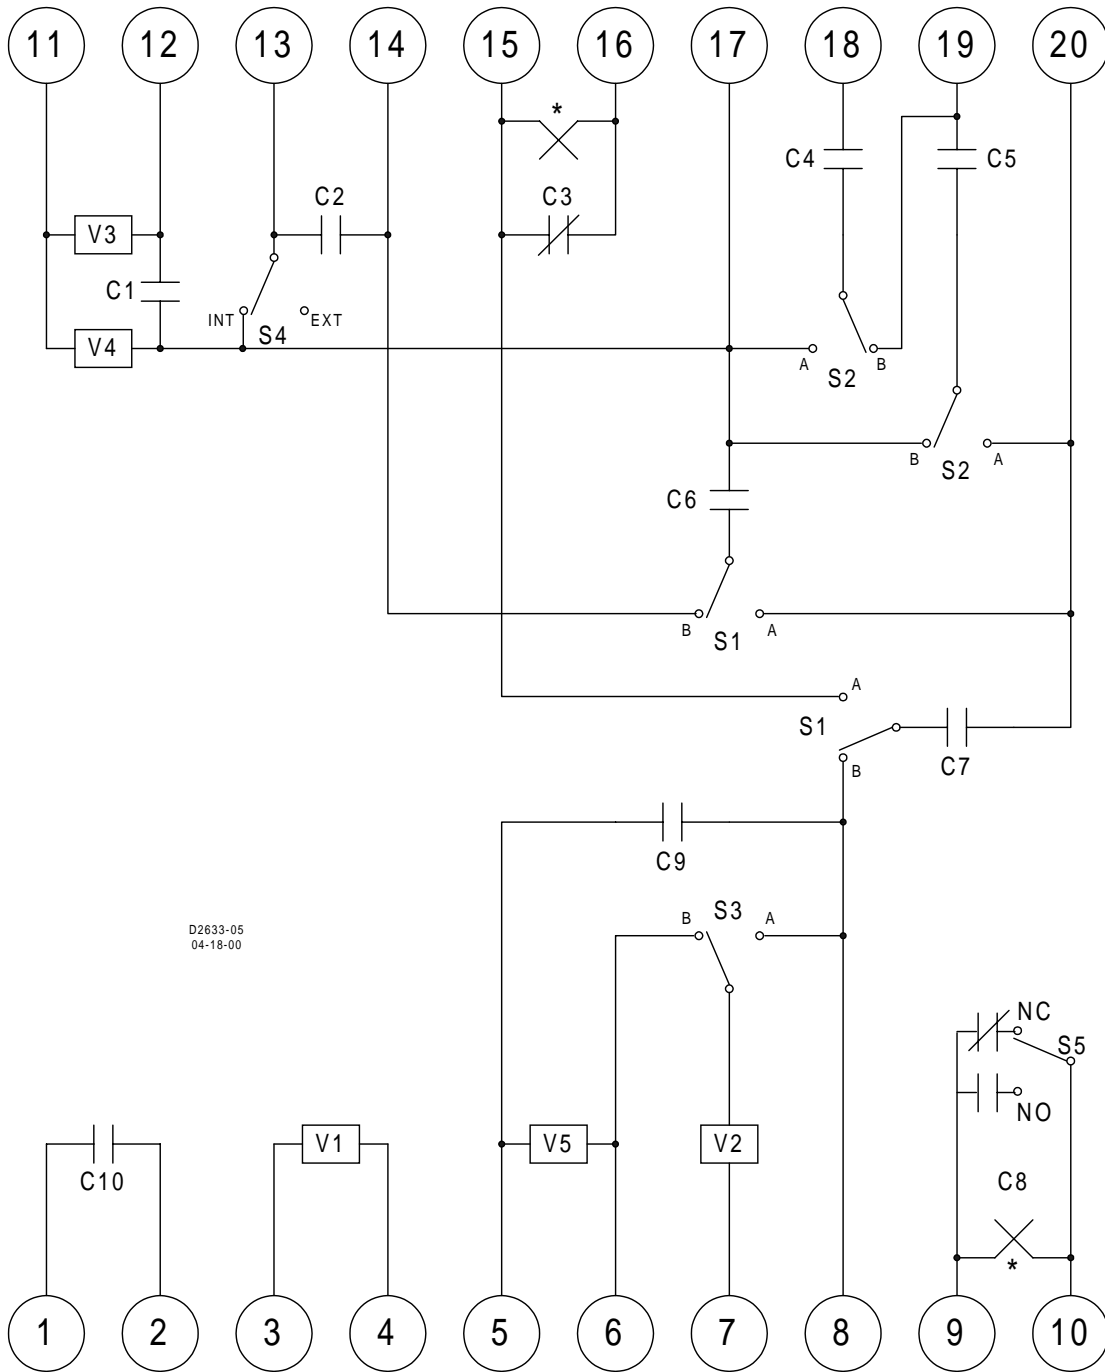 11 12 13 14 15 16 17 18 19 20
*
C4 C5
C2 C3
V3
C1
INT EXT
S4
V4
A S2 B
B S2 A
C6
B S1 A
A
S1
B
C7
C9
D2633-05
04-18-00
B S3 A
NC
S5
NO
C10 V1 V5 V2
C8
*
1 2 3 4 5 6 7 8 9 10